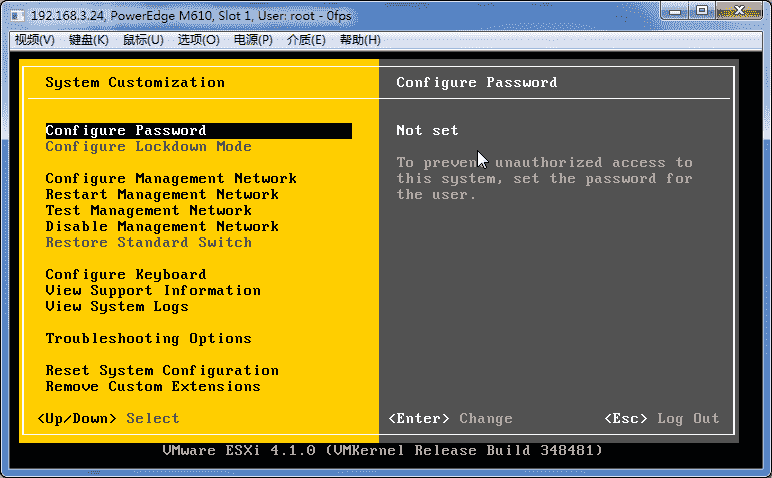 192.168.3.24, PowerEdge M610, Slot 1, User: root - 0fps
视频(V) 键盘(K) 鼠标(U) 选项(O) 电源(P) 介质(E) 帮助(H)
System Customization
Configure Password
Configure Lockdown Mode
Configure Management Network
Restart Management Network
Test Management Network
Disable Management Network
Restore Standard Switch
Configure Keyboard
View Support Information
View System Logs
Troubleshooting Options
Reset System Configuration
Remove Custom Extensions
<Up/Down> Select
Configure Password
Not set
To prevent unauthorized access to
this system, set the password for
the user.
<Enter> Change <Esc> Log Out
VMware ESXi 4.1.0 (VMKernel Release Build 348481)